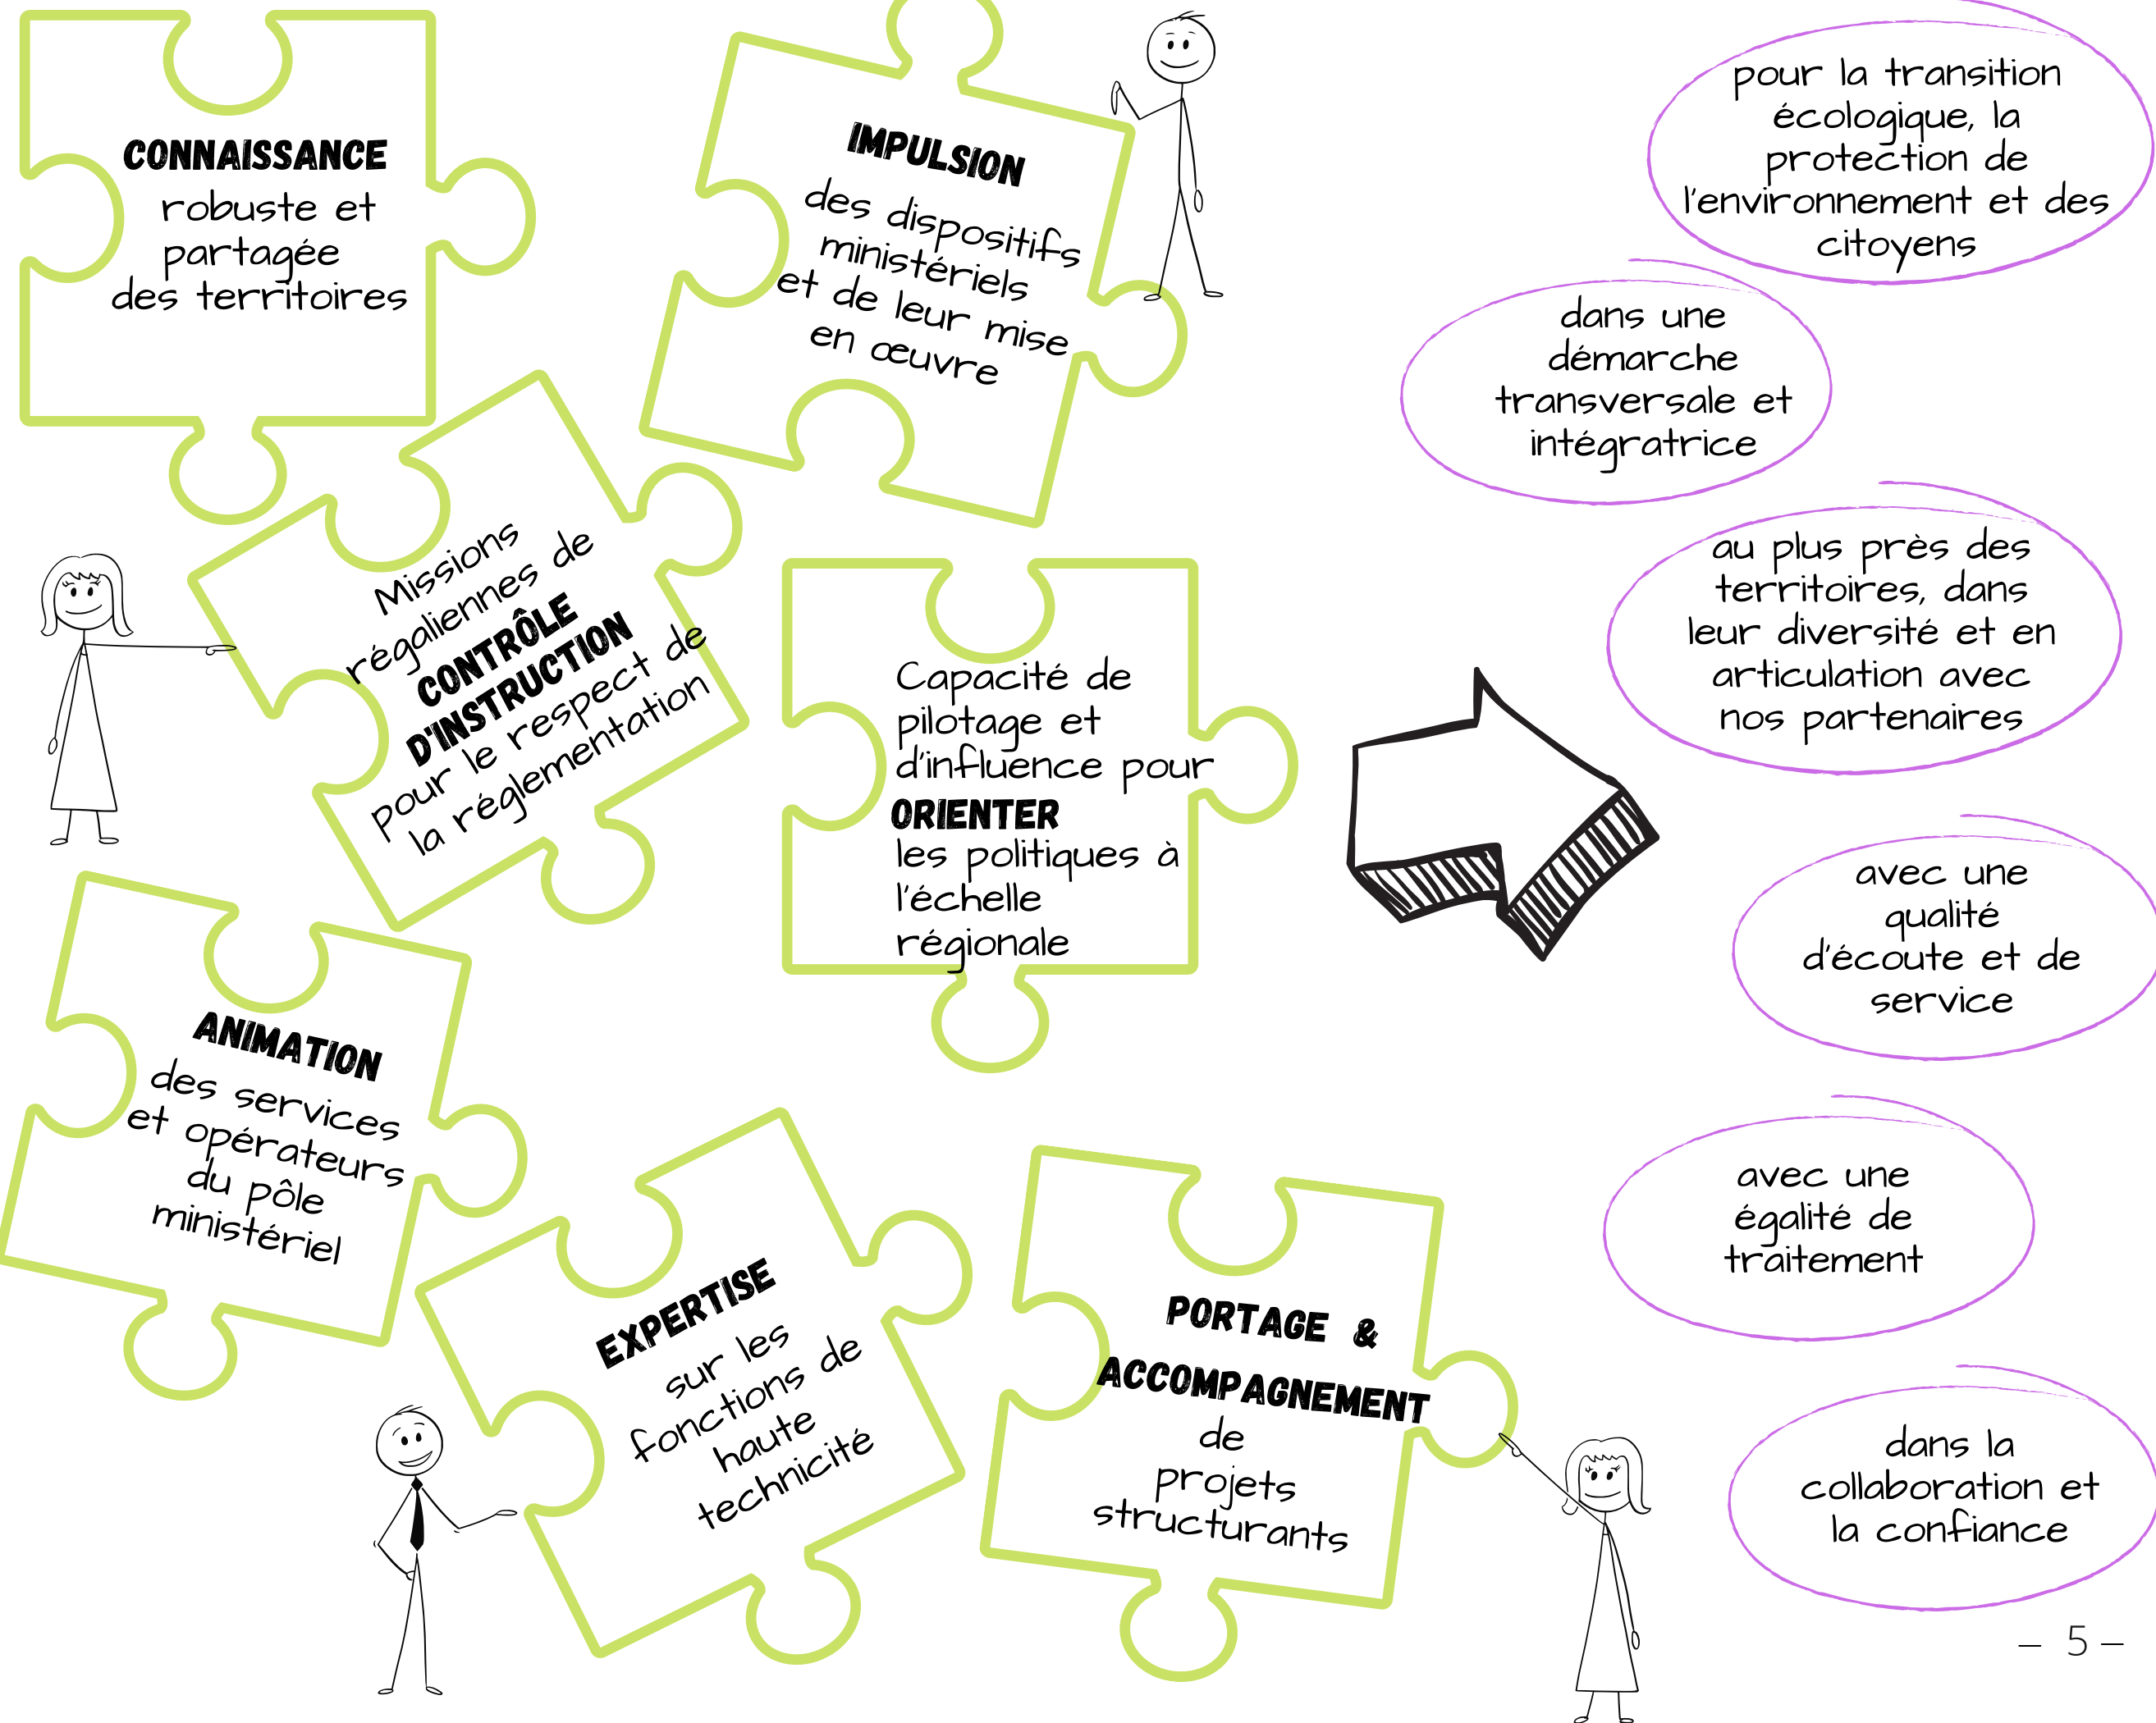 CONNAISSANCE
robuste et
partagée
des territoires
IMPULSION
des dispositifs
ministériels
et de leur mise
en œuvre
Missions
régaliennes de
CONTRÔLE
D'INSTRUCTION
pour le respect de
la réglementation
Capacité de
pilotage et
d'influence pour
ORIENTER
les politiques à
l'échelle
régionale
ANIMATION
des services
et opérateurs
du pôle
ministériel
EXPERTISE
sur les
fonctions de
haute
technicité
PORTAGE &
ACCOMPAGNEMENT
de
projets
structurants
pour la transition
écologique, la
protection de
l'environnement et des
citoyens
dans une
démarche
transversale et
intégratrice
au plus près des
territoires, dans
leur diversité et en
articulation avec
nos partenaires
avec une
qualité
d'écoute et de
service
avec une
égalité de
traitement
dans la
collaboration et
la confiance
– 5 –